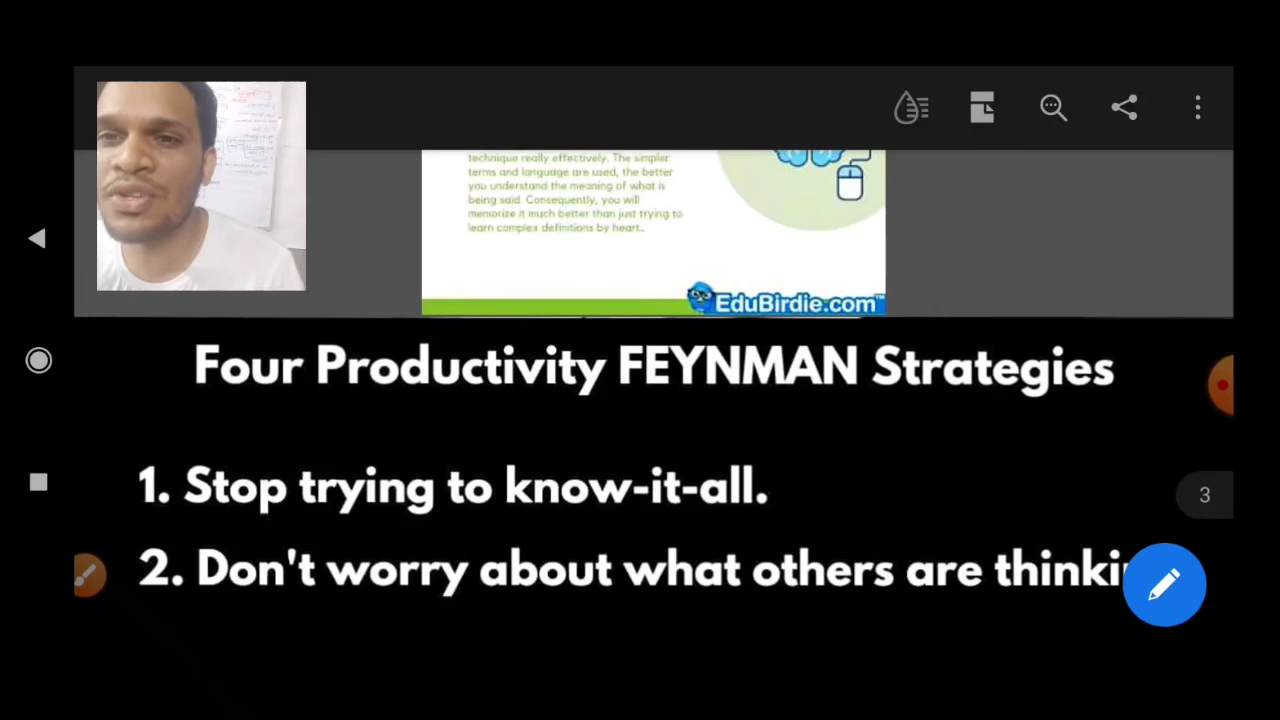 technique really effectively. The simpler
terms and language are used, the better
you understand the meaning of what is
being said. Consequently, you will
memorize it much better than just trying to
learn complex definitions by heart..
EduBirdie.com™
Four Productivity FEYNMAN Strategies
1. Stop trying to know-it-all.
2. Don't worry about what others are
3